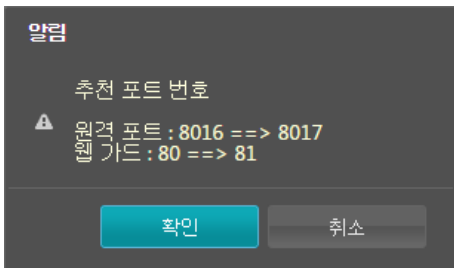 알림
추천 포트 번호
원격 포트 : 8016 ==> 8017
웹 가드 : 80 ==> 81
확인
취소